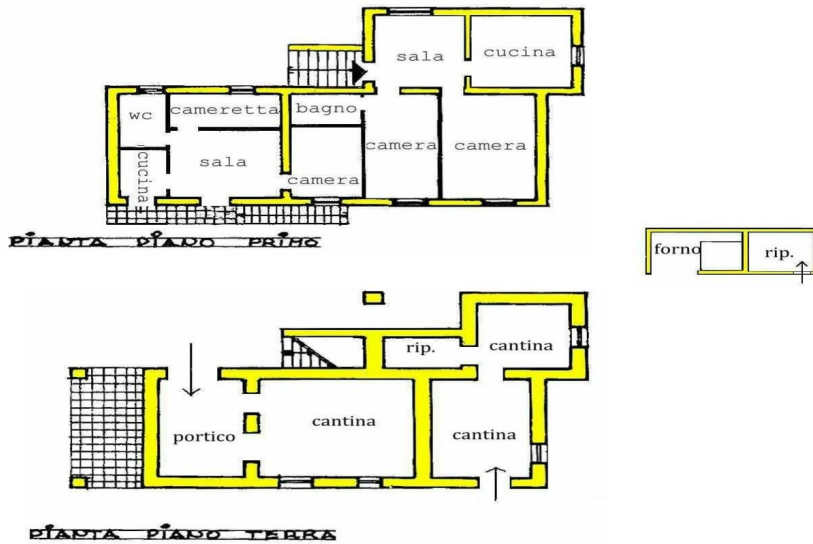 sala
cucina
wc
cameretta
bagno
cucina
sala
camera
camera
camera
PIANTA PIANO PRIMO
forno
rip.
rip.
cantina
portico
cantina
cantina
PIANTA PIANO TERRA